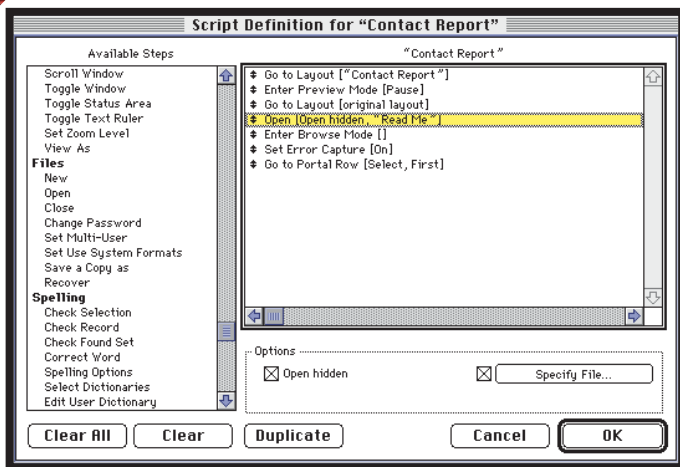 Script Definition for “Contact Report”
Available Steps
Scroll Window
Toggle Window
Toggle Status Area
Toggle Text Ruler
Set Zoom Level
View As
Files
New
Open
Close
Change Password
Set Multi-User
Set Use System Formats
Save a Copy as
Recover
Spelling
Check Selection
Check Record
Check Found Set
Correct Word
Spelling Options
Select Dictionaries
Edit User Dictionary
“Contact Report”
Go to Layout [“Contact Report”]
Enter Preview Mode [Pause]
Go to Layout [original layout]
Open [Open hidden, “Read Me”]
Enter Browse Mode []
Set Error Capture [On]
Go to Portal Row [Select, First]
Options
Open hidden
Specify File...
Clear All
Clear
Duplicate
Cancel
OK